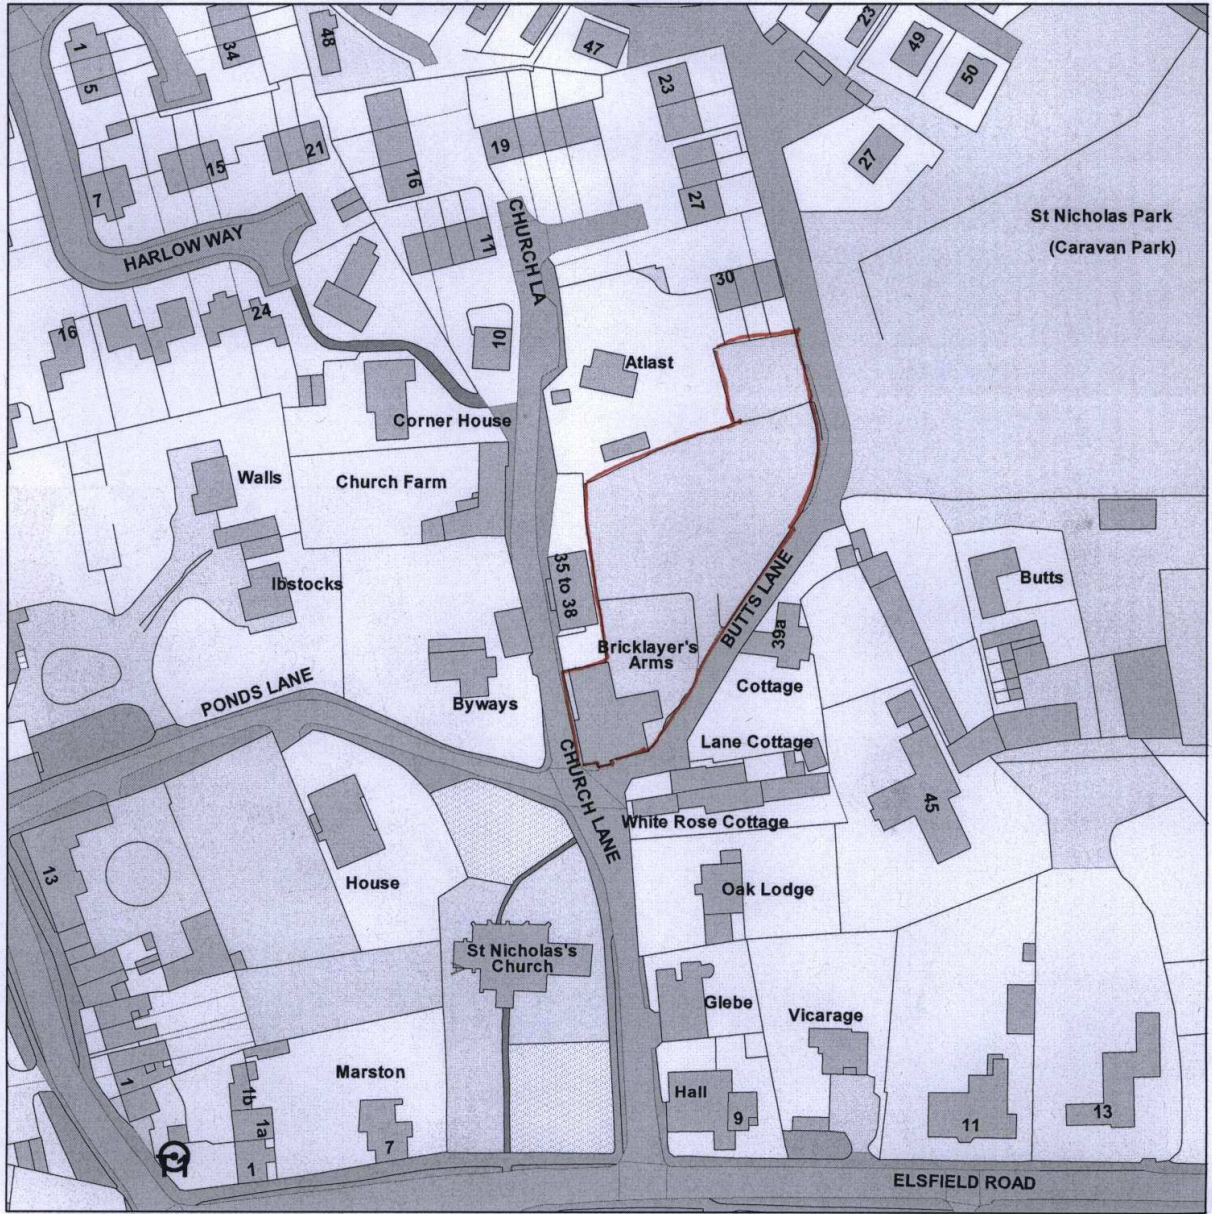 1
5
34
48
47
23
49
50
23
27
19
16
11
7
15
21
27
30
St Nicholas Park
(Caravan Park)
HARLOW WAY
CHURCH LA
16
24
10
Atlast
Corner House
Walls
Church Farm
Ibstocks
35 to 38
Butts
BUTTS LANE
39a
Bricklayer's
Arms
Cottage
PONDS LANE
Byways
Lane Cottage
CHURCH LANE
White Rose Cottage
45
13
House
Oak Lodge
St Nicholas's
Church
Glebe
Vicarage
Marston
Hall
9
11
13
1
1b
1a
1
7
ELSFIELD ROAD